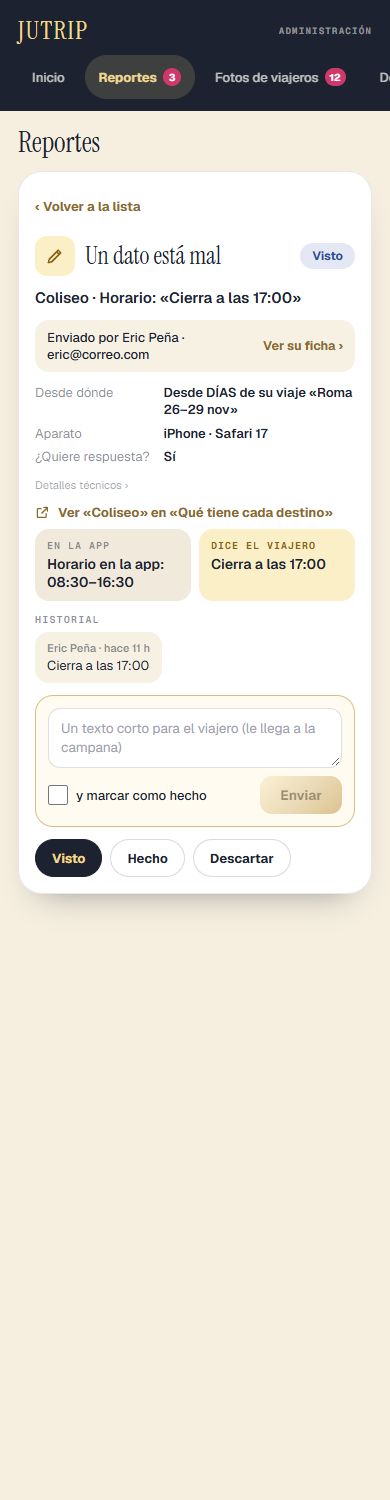 JUTRIP
ADMINISTRACIÓN
Inicio
Reportes 3
Fotos de viajeros 12
Reportes
‹ Volver a la lista
Un dato está mal
Visto
Coliseo · Horario: «Cierra a las 17:00»
Enviado por Eric Peña ·
eric@correo.com
Ver su ficha ›
Desde dónde
Desde DÍAS de su viaje «Roma
26–29 nov»
Aparato
iPhone · Safari 17
¿Quiere respuesta?
Sí
Detalles técnicos ›
Ver «Coliseo» en «Qué tiene cada destino»
EN LA APP
Horario en la app:
08:30–16:30
DICE EL VIAJERO
Cierra a las 17:00
HISTORIAL
Eric Peña · hace 11 h
Cierra a las 17:00
Un texto corto para el viajero (le llega a la
campana)
y marcar como hecho
Enviar
Visto
Hecho
Descartar